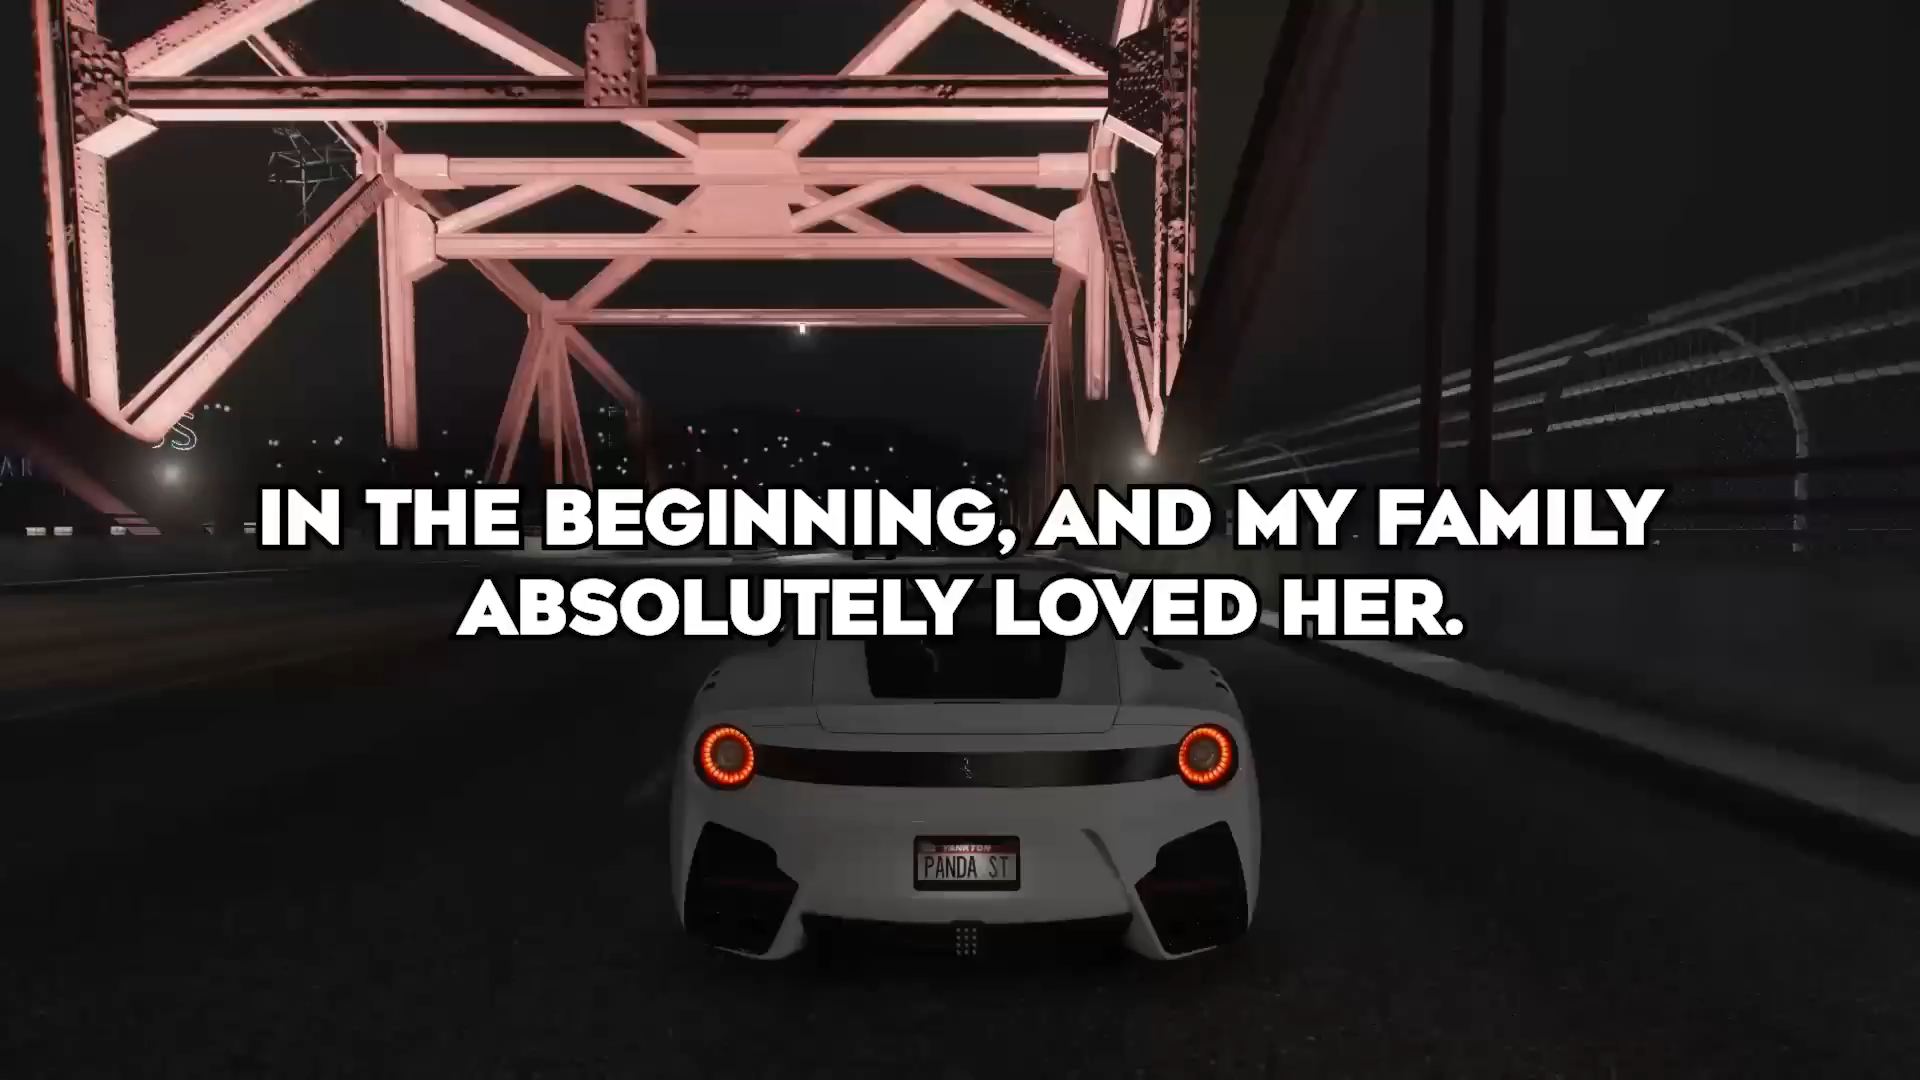 IN THE BEGINNING, AND MY FAMILY
ABSOLUTELY LOVED HER.
YANKTON
PANDA ST